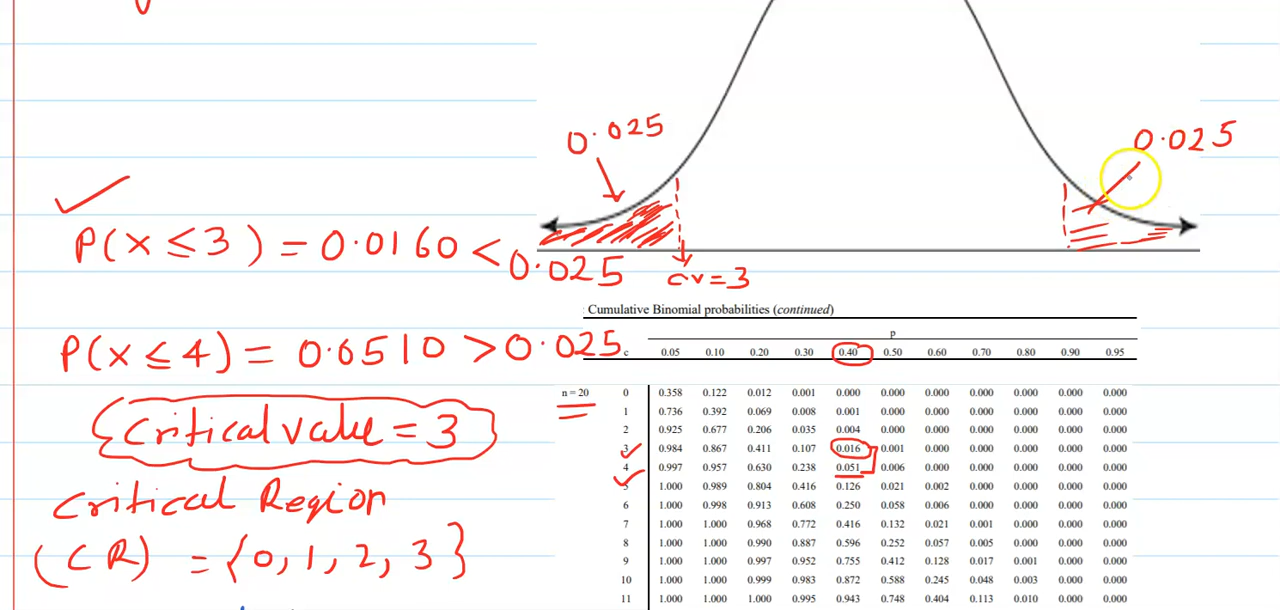 0.025
0.025
P(x ≤ 3) = 0.0160 < 0.025
cv = 3
: Cumulative Binomial probabilities (continued)
P(x ≤ 4) = 0.0510 > 0.025
p
c 0.05 0.10 0.20 0.30 0.40 0.50 0.60 0.70 0.80 0.90 0.95
n = 20 0 0.358 0.122 0.012 0.001 0.000 0.000 0.000 0.000 0.000 0.000 0.000
1 0.736 0.392 0.069 0.008 0.001 0.000 0.000 0.000 0.000 0.000 0.000
2 0.925 0.677 0.206 0.035 0.004 0.000 0.000 0.000 0.000 0.000 0.000
3 0.984 0.867 0.411 0.107 0.016 0.001 0.000 0.000 0.000 0.000 0.000
4 0.997 0.957 0.630 0.238 0.051 0.006 0.000 0.000 0.000 0.000 0.000
5 1.000 0.989 0.804 0.416 0.126 0.021 0.002 0.000 0.000 0.000 0.000
6 1.000 0.998 0.913 0.608 0.250 0.058 0.006 0.000 0.000 0.000 0.000
7 1.000 1.000 0.968 0.772 0.416 0.132 0.021 0.001 0.000 0.000 0.000
8 1.000 1.000 0.990 0.887 0.596 0.252 0.057 0.005 0.000 0.000 0.000
9 1.000 1.000 0.997 0.952 0.755 0.412 0.128 0.017 0.001 0.000 0.000
10 1.000 1.000 0.999 0.983 0.872 0.588 0.245 0.048 0.003 0.000 0.000
11 1.000 1.000 1.000 0.995 0.943 0.748 0.404 0.113 0.010 0.000 0.000
{Critical value = 3}
Critical Region
(CR) = {0, 1, 2, 3}